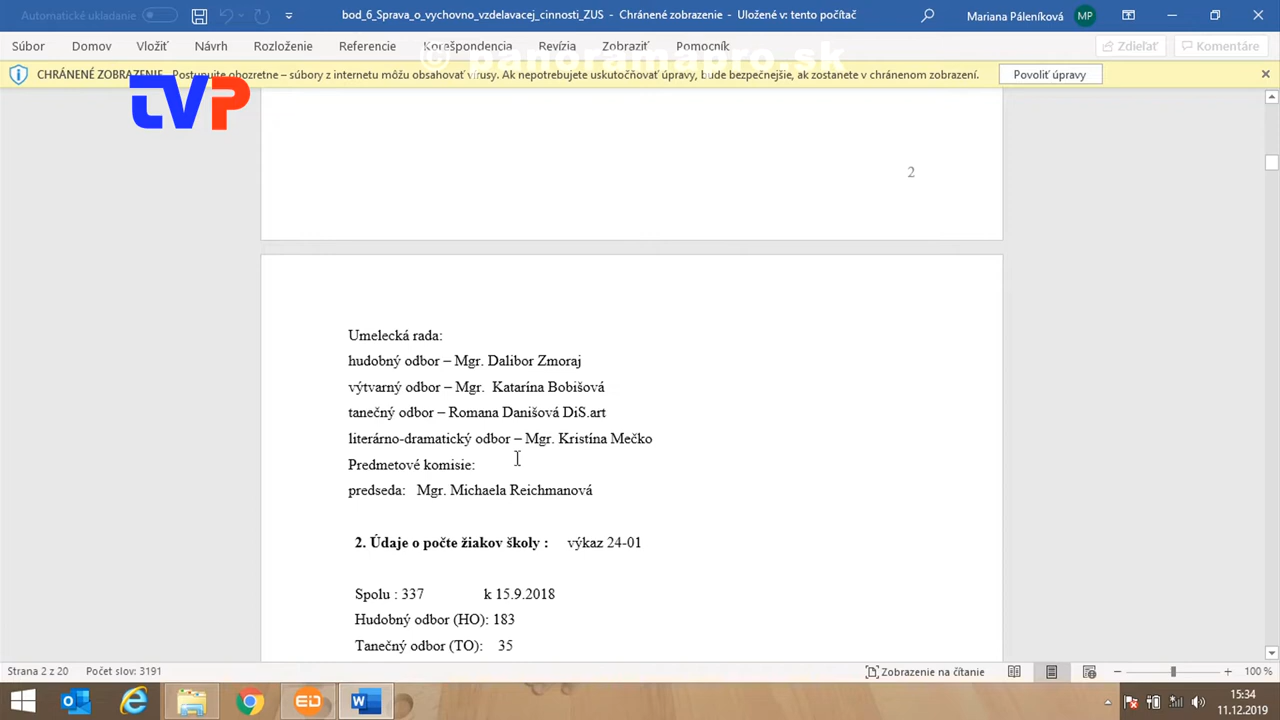 Automatické ukladanie
bod_6_Sprava_o_vychovno_vzdelavacej_cinnosti_ZUS - Chránené zobrazenie - Uložené v: tento počítač
Mariana Páleníková MP
Súbor Domov Vložiť Návrh Rozloženie Referencie Korešpondencia Revízia Zobraziť Pomocník Zdieľať Komentáre
© panoramapro.sk
CHRÁNENÉ ZOBRAZENIE Postupujte obozretne – súbory z internetu môžu obsahovať vírusy. Ak nepotrebujete uskutočňovať úpravy, bude bezpečnejšie, ak zostanete v chránenom zobrazení. Povoliť úpravy
tVP
2
Umelecká rada:
hudobný odbor – Mgr. Dalibor Zmoraj
výtvarný odbor – Mgr. Katarína Bobišová
tanečný odbor – Romana Danišová DiS.art
literárno-dramatický odbor – Mgr. Kristína Mečko
Predmetové komisie:
predseda: Mgr. Michaela Reichmanová
2. Údaje o počte žiakov školy : výkaz 24-01
Spolu : 337 k 15.9.2018
Hudobný odbor (HO): 183
Tanečný odbor (TO): 35
Strana 2 z 20 Počet slov: 3191 Zobrazenie na čítanie 100 %
15:34
11.12.2019